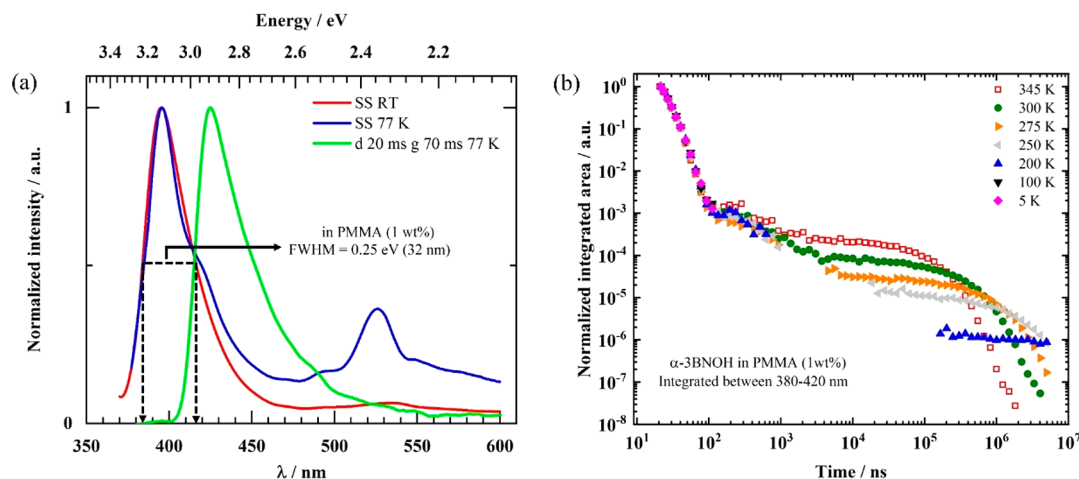 Energy / eV
3.4 3.2 3.0 2.8 2.6 2.4 2.2
(a)
SS RT
SS 77 K
d 20 ms g 70 ms 77 K
in PMMA (1 wt%)
FWHM = 0.25 eV (32 nm)
Normalized intensity / a.u.
1
0
350 400 450 500 550 600
λ / nm
(b)
10⁰
10⁻¹
10⁻²
10⁻³
10⁻⁴
10⁻⁵
10⁻⁶
10⁻⁷
10⁻⁸
Normalized integrated area / a.u.
345 K
300 K
275 K
250 K
200 K
100 K
5 K
α-3BNOH in PMMA (1wt%)
Integrated between 380-420 nm
10¹ 10² 10³ 10⁴ 10⁵ 10⁶ 10⁷
Time / ns